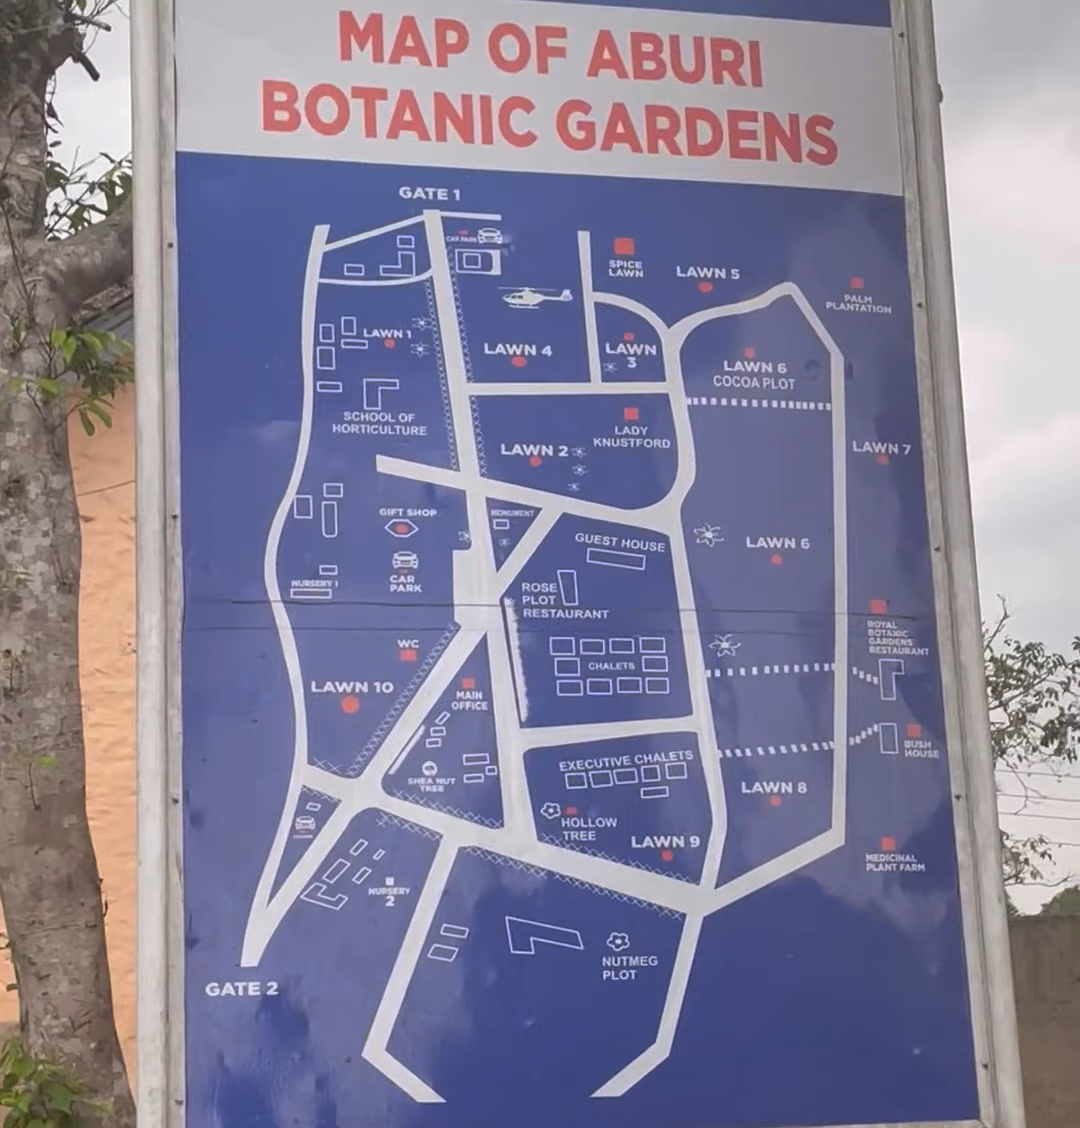 MAP OF ABURI
BOTANIC GARDENS
GATE 1
CAR PARK
SPICE
LAWN
LAWN 5
PALM
PLANTATION
LAWN 1
LAWN 4
LAWN
3
LAWN 6
COCOA PLOT
SCHOOL OF
HORTICULTURE
LADY
KNUSTFORD
LAWN 2
LAWN 7
GIFT SHOP
MONUMENT
GUEST HOUSE
LAWN 6
CAR
PARK
NURSERY 1
ROSE
PLOT
RESTAURANT
ROYAL
BOTANIC
GARDENS
RESTAURANT
WC
CHALETS
LAWN 10
MAIN
OFFICE
BUSH
HOUSE
EXECUTIVE CHALETS
SHEA NUT
TREE
LAWN 8
HOLLOW
TREE
LAWN 9
MEDICINAL
PLANT FARM
NURSERY
2
NUTMEG
PLOT
GATE 2